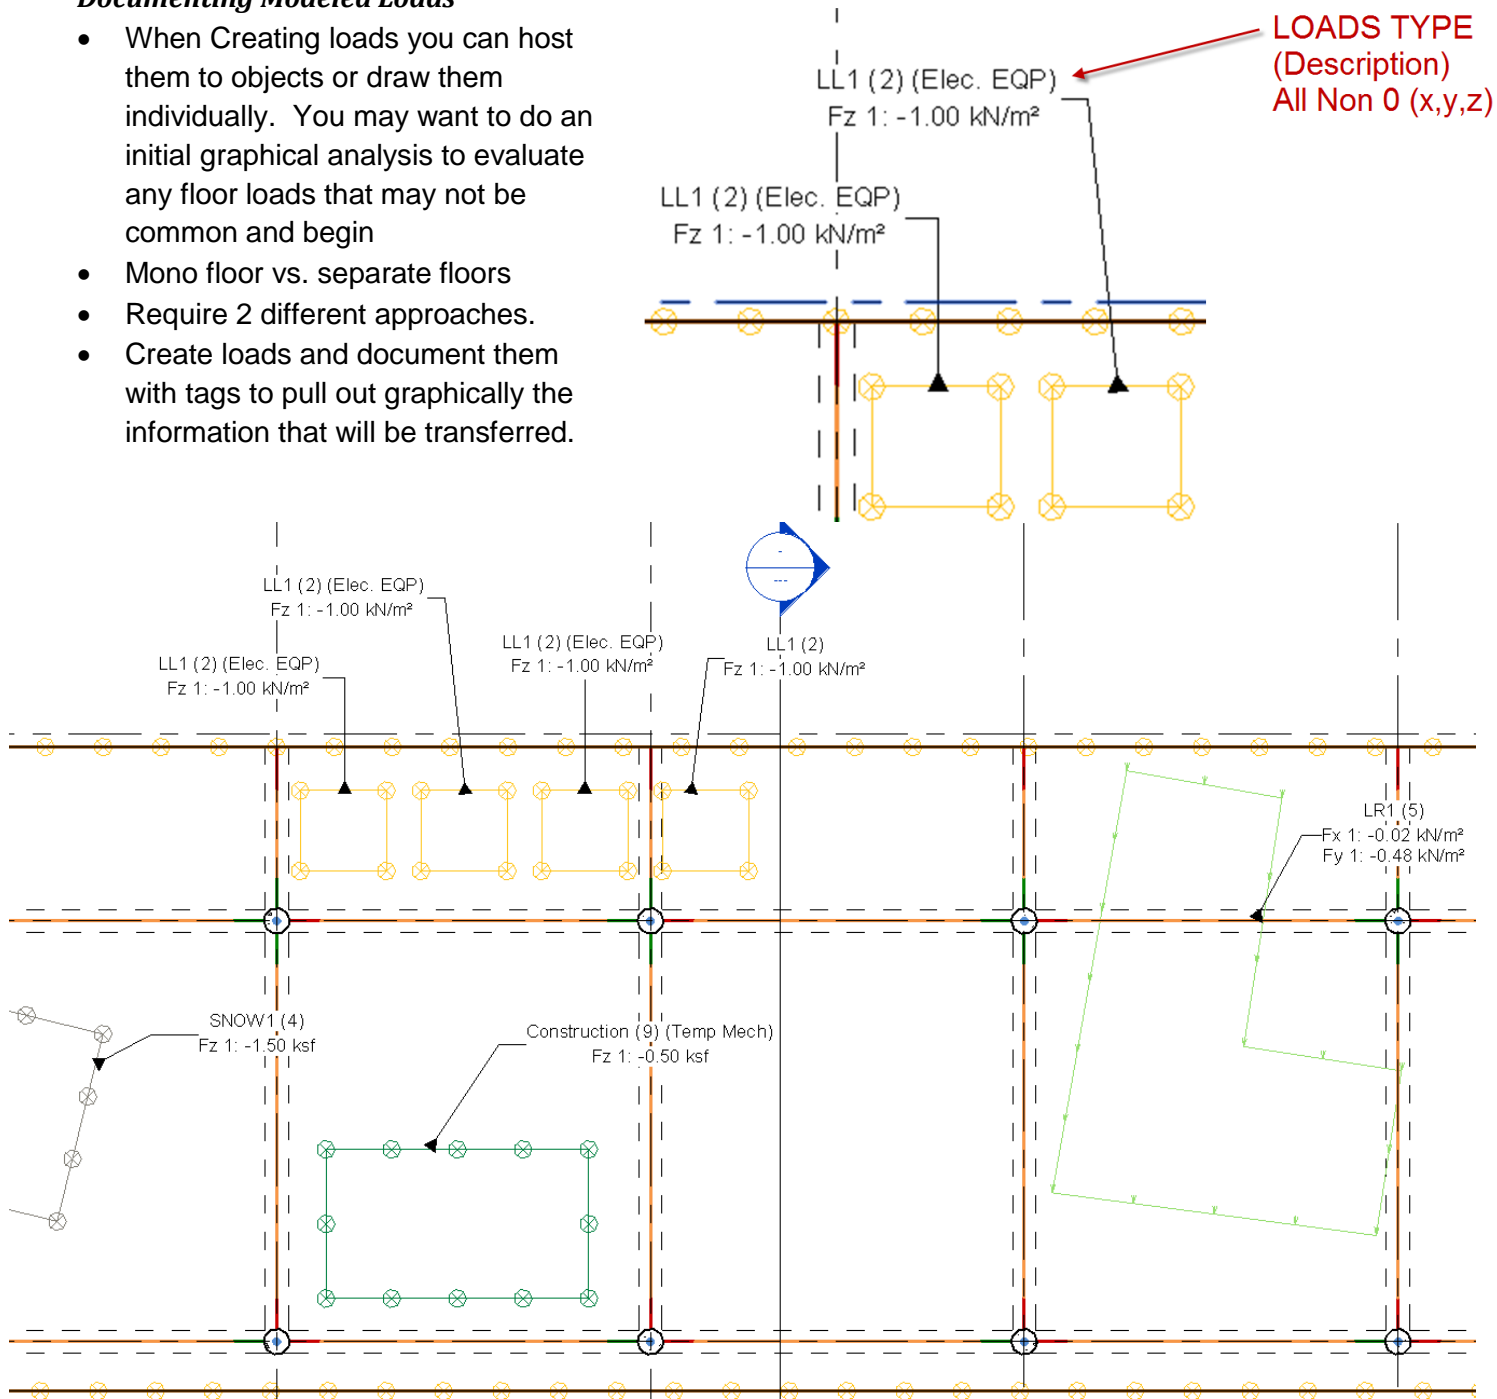 Documenting Modeled Loads
• When Creating loads you can host
them to objects or draw them
individually.  You may want to do an
initial graphical analysis to evaluate
any floor loads that may not be
common and begin
• Mono floor vs. separate floors
• Require 2 different approaches.
• Create loads and document them
with tags to pull out graphically the
information that will be transferred.
LOADS TYPE
(Description)
All Non 0 (x,y,z)
LL1 (2) (Elec. EQP)
Fz 1: -1.00 kN/m²
LL1 (2) (Elec. EQP)
Fz 1: -1.00 kN/m²
-
---
LL1 (2) (Elec. EQP)
Fz 1: -1.00 kN/m²
LL1 (2) (Elec. EQP)
Fz 1: -1.00 kN/m²
LL1 (2) (Elec. EQP)
Fz 1: -1.00 kN/m²
LL1 (2)
Fz 1: -1.00 kN/m²
LR1 (5)
Fx 1: -0.02 kN/m²
Fy 1: -0.48 kN/m²
SNOW1 (4)
Fz 1: -1.50 ksf
Construction (9) (Temp Mech)
Fz 1: -0.50 ksf